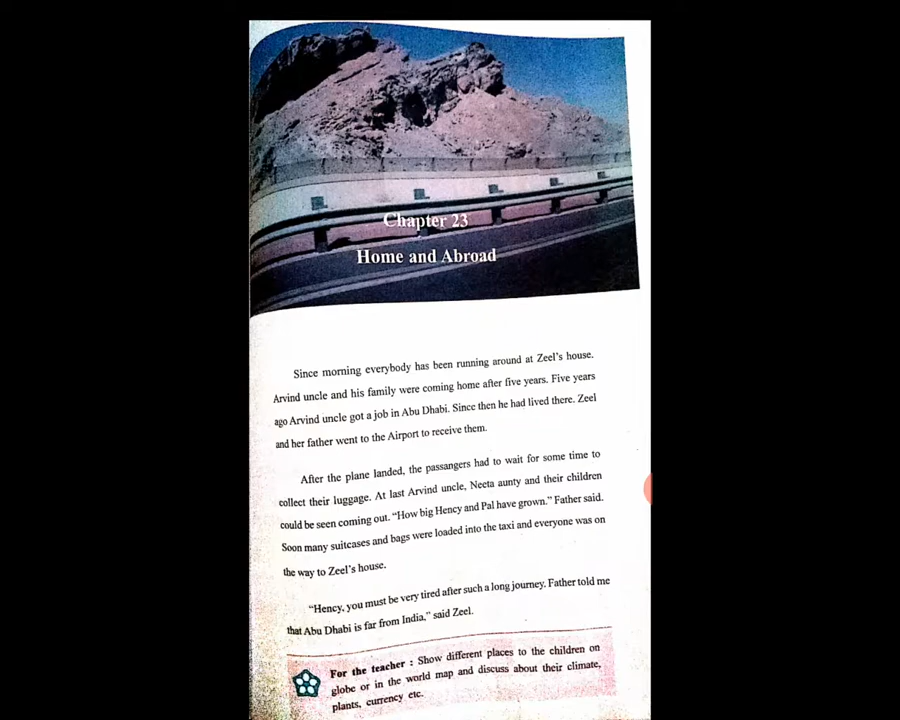 Chapter 23
Home and Abroad
Since morning everybody has been running around at Zeel's house.
Arvind uncle and his family were coming home after five years. Five years
ago Arvind uncle got a job in Abu Dhabi. Since then he had lived there. Zeel
and her father went to the Airport to receive them.
After the plane landed, the passengers had to wait for some time to
collect their luggage. At last Arvind uncle, Neeta aunty and their children
could be seen coming out. “How big Hency and Pal have grown.” Father said.
Soon many suitcases and bags were loaded into the taxi and everyone was on
the way to Zeel's house.
“Hency, you must be very tired after such a long journey. Father told me
that Abu Dhabi is far from India,” said Zeel.
For the teacher : Show different places to the children on
globe or in the world map and discuss about their climate,
plants, currency etc.